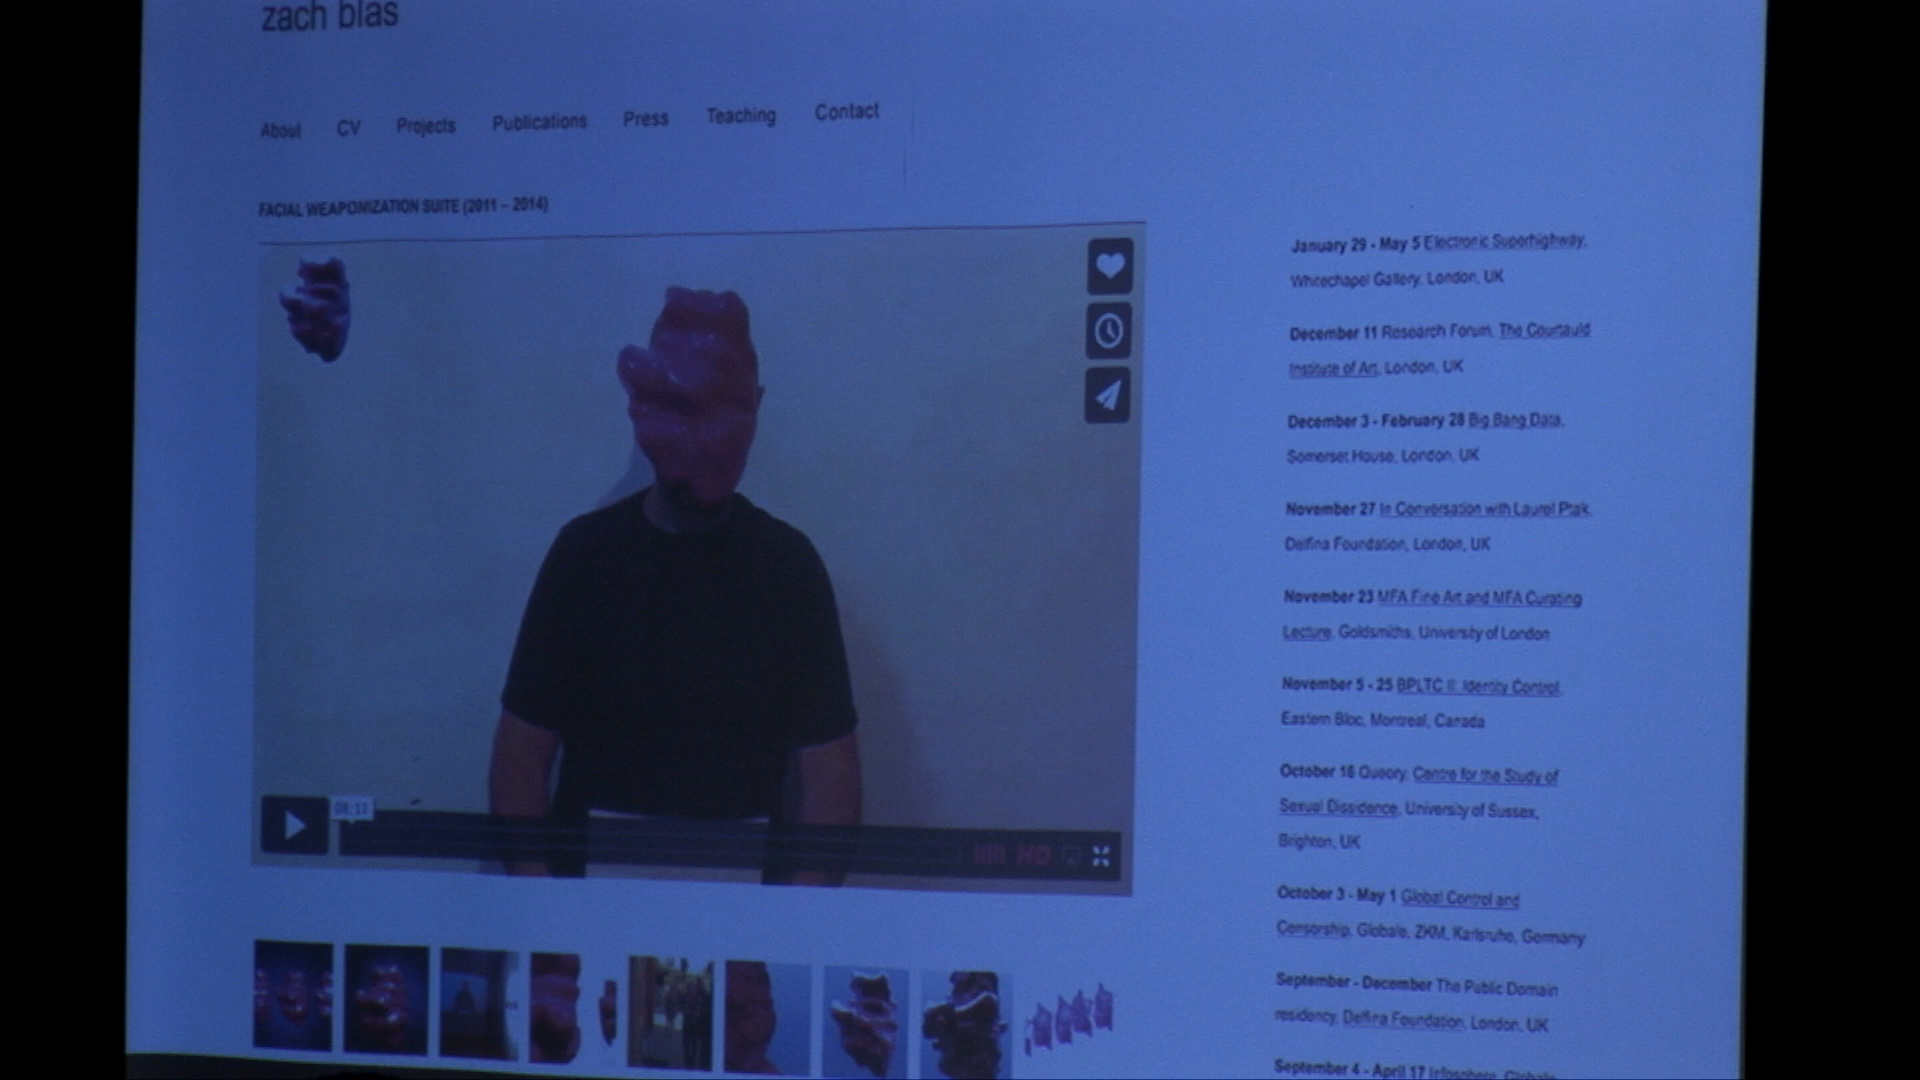 zach blas
About CV Projects Publications Press Teaching Contact
FACIAL WEAPONIZATION SUITE (2011 – 2014)
HD
January 29 - May 5 Electronic Superhighway,
Whitechapel Gallery, London, UK
December 11 Research Forum, The Courtauld
Institute of Art, London, UK
December 3 - February 28 Big Bang Data,
Somerset House, London, UK
November 27 In Conversation with Laurel Ptak,
Delfina Foundation, London, UK
November 23 MFA Fine Art and MFA Curating
Lecture, Goldsmiths, University of London
November 5 - 25 BPLTC II: Identity Control,
Eastern Bloc, Montreal, Canada
October 16 Queory, Centre for the Study of
Sexual Dissidence, University of Sussex,
Brighton, UK
October 3 - May 1 Global Control and
Censorship, Globale, ZKM, Karlsruhe, Germany
September - December The Public Domain
residency, Delfina Foundation, London, UK
September 4 - April 17 Infosphere, Globale,